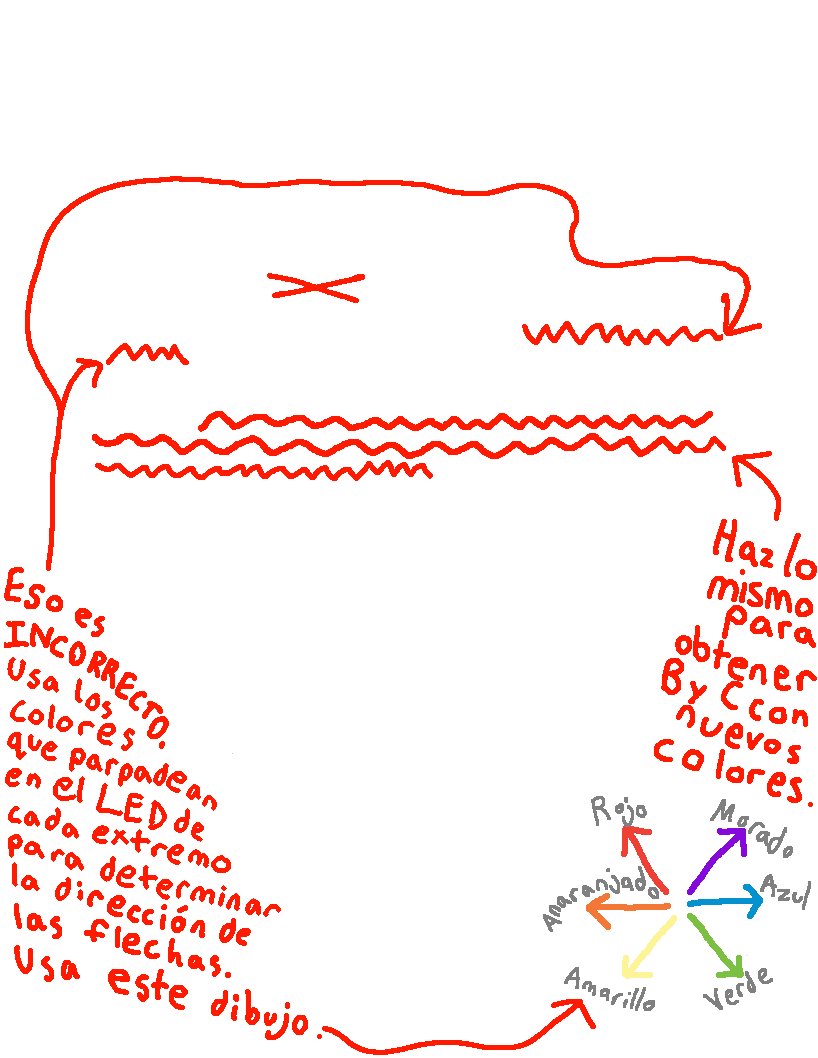 Eso es
INCORRECTO.
Usa los
colores
que parpadean
en el LED de
cada extremo
para determinar
la dirección de
las flechas.
Usa este dibujo.
Haz lo
mismo
para
obtener
B y C con
nuevos
colores.
Rojo
Morado
Anaranjado
Azul
Amarillo
Verde